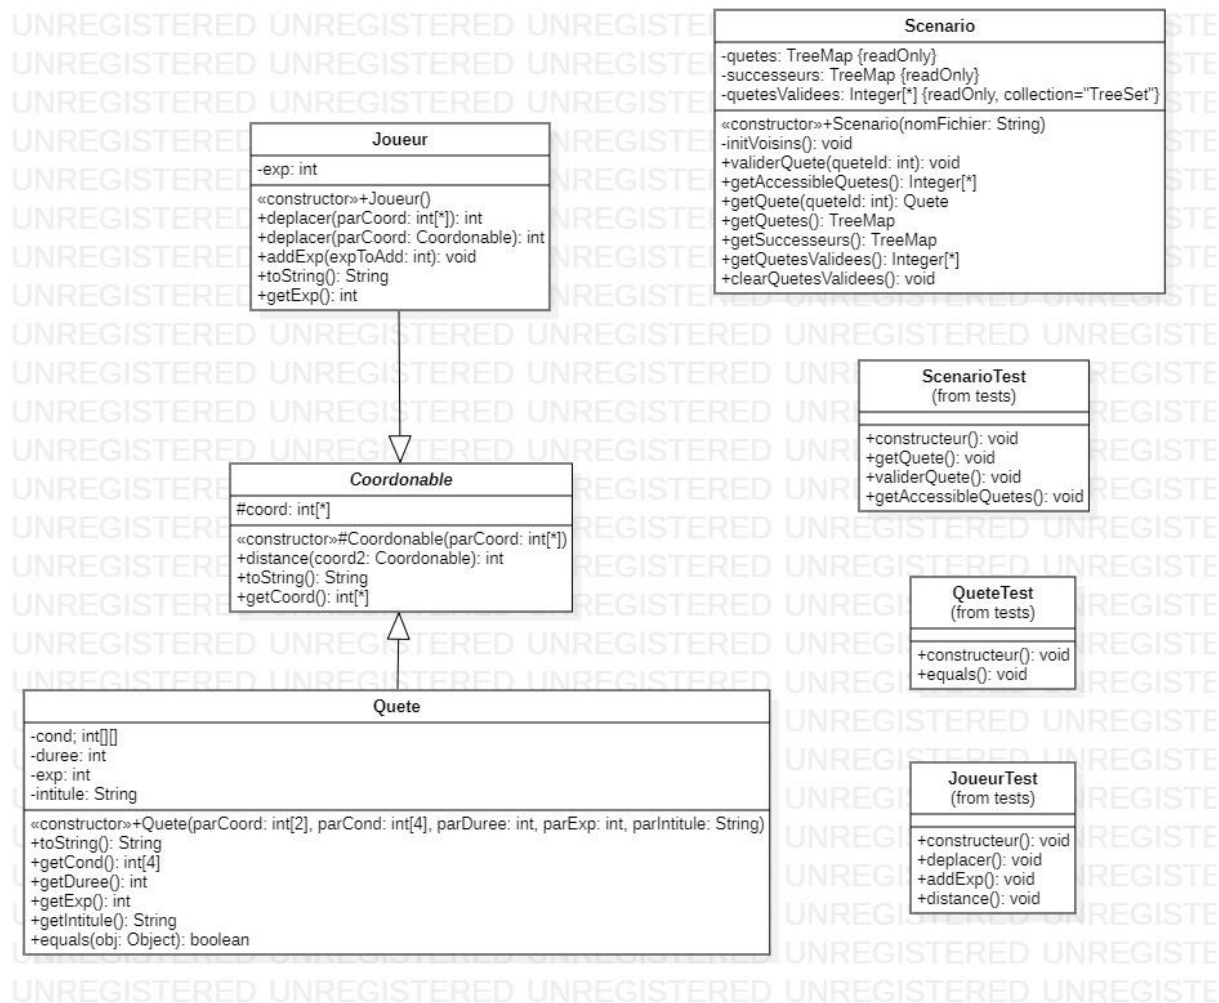 Scenario
-quetes: TreeMap {readOnly}
-successeurs: TreeMap {readOnly}
-quetesValidees: Integer[*] {readOnly, collection="TreeSet"}
«constructor»+Scenario(nomFichier: String)
-initVoisins(): void
+validerQuete(queteId: int): void
+getAccessibleQuetes(): Integer[*]
+getQuete(queteId: int): Quete
+getQuetes(): TreeMap
+getSuccesseurs(): TreeMap
+getQuetesValidees(): Integer[*]
+clearQuetesValidees(): void
Joueur
-exp: int
«constructor»+Joueur()
+deplacer(parCoord: int[*]): int
+deplacer(parCoord: Coordonable): int
+addExp(expToAdd: int): void
+toString(): String
+getExp(): int
ScenarioTest
(from tests)
+constructeur(): void
+getQuete(): void
+validerQuete(): void
+getAccessibleQuetes(): void
Coordonable
#coord: int[*]
«constructor»#Coordonable(parCoord: int[*])
+distance(coord2: Coordonable): int
+toString(): String
+getCoord(): int[*]
QueteTest
(from tests)
+constructeur(): void
+equals(): void
Quete
-cond; int[][]
-duree: int
-exp: int
-intitule: String
«constructor»+Quete(parCoord: int[2], parCond: int[4], parDuree: int, parExp: int, parIntitule: String)
+toString(): String
+getCond(): int[4]
+getDuree(): int
+getExp(): int
+getIntitule(): String
+equals(obj: Object): boolean
JoueurTest
(from tests)
+constructeur(): void
+deplacer(): void
+addExp(): void
+distance(): void
UNREGISTERED UNREGISTERED UNREGISTERED UNREGISTERED